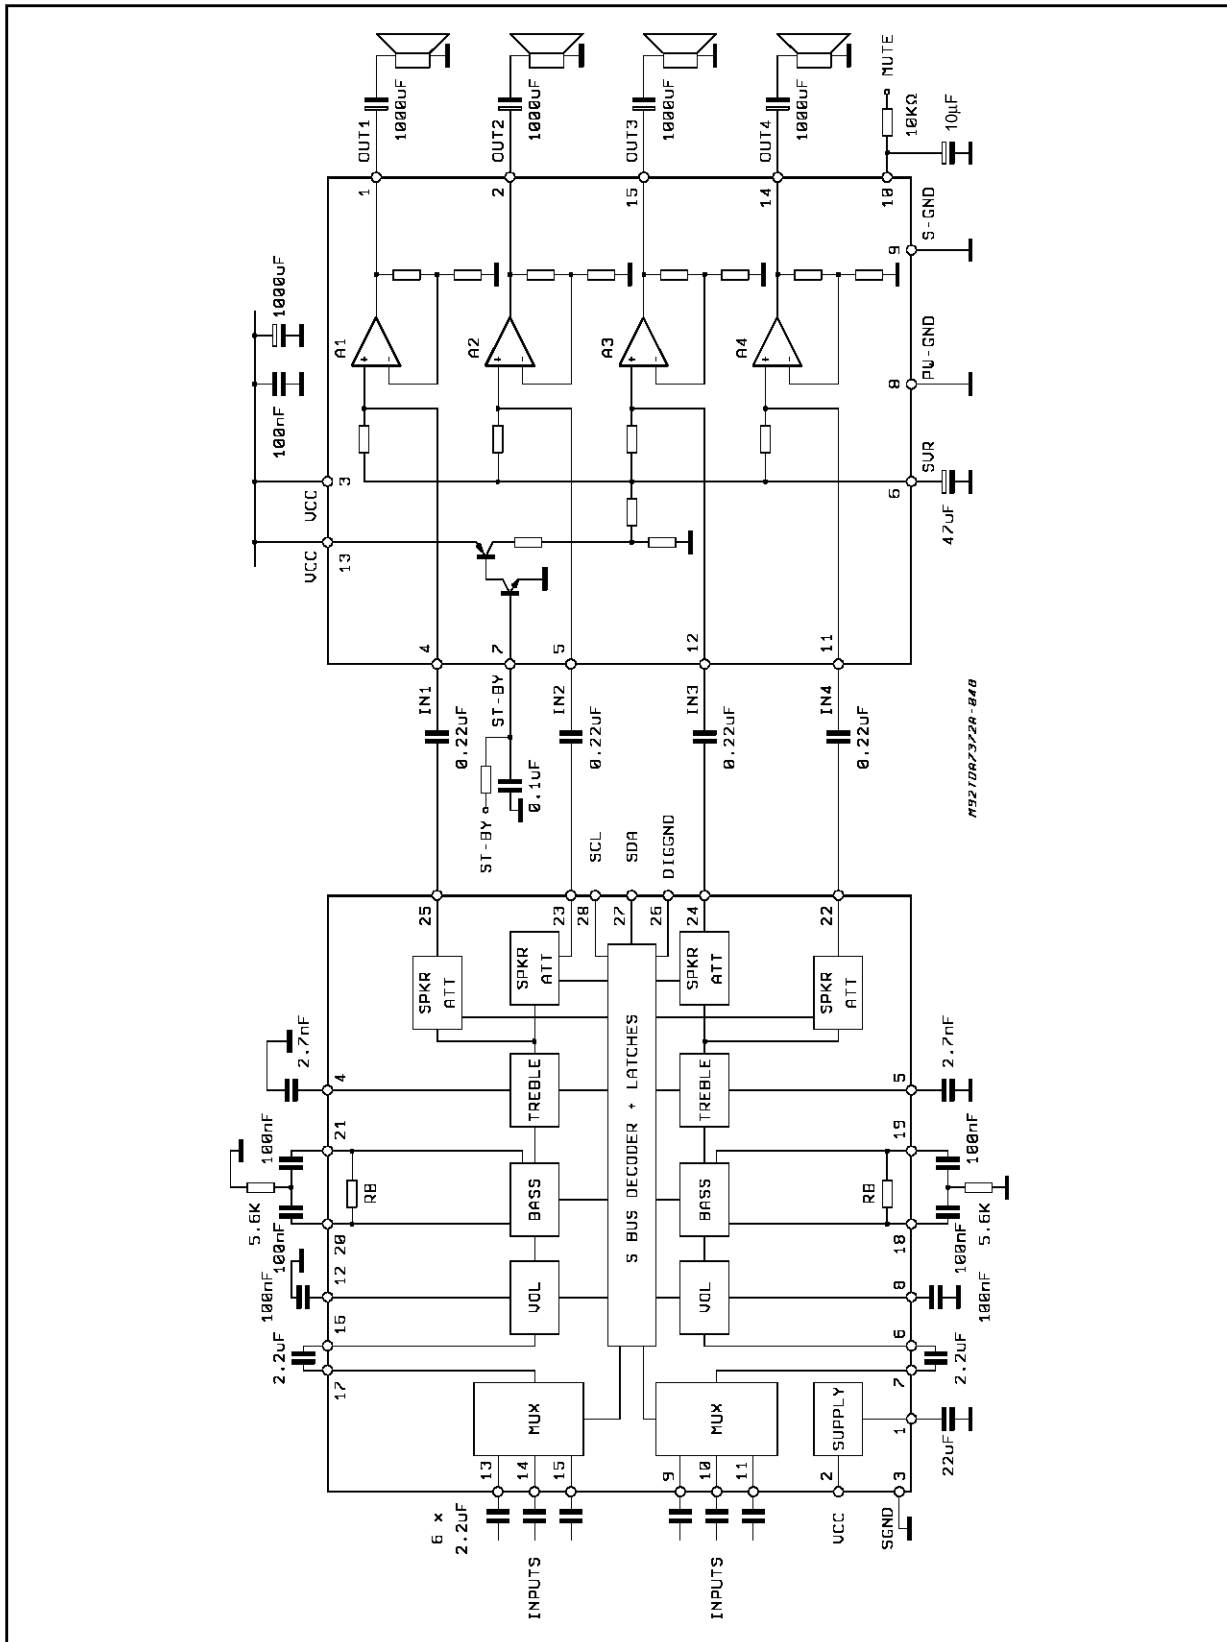 OUT1
1000uF
OUT2
1000uF
OUT3
1000uF
OUT4
1000uF
MUTE
10KΩ
10µF
1
2
15
14
10
S-GND
9
PW-GND
8
SVR
6
47uF
1000uF
100nF
A1
+
-
A2
+
-
A3
+
-
A4
+
-
VCC
3
VCC
13
4
7
5
12
11
IN1
0.22uF
ST-BY
IN2
0.22uF
IN3
0.22uF
IN4
0.22uF
ST-BY
0.1uF
SCL
SDA
DIGGND
M92TDA7372A-04B
25
23
28
27
26
24
22
SPKR
ATT
SPKR
ATT
SPKR
ATT
SPKR
ATT
2.7nF
4
TREBLE
S BUS DECODER + LATCHES
TREBLE
5
2.7nF
21
100nF
5.6K
100nF
20
RB
BASS
BASS
RB
19
100nF
5.6K
100nF
18
100nF
12
VOL
VOL
8
100nF
16
2.2uF
17
6
2.2uF
7
MUX
MUX
SUPPLY
1
22uF
13
14
15
9
10
11
2
3
6 x
2.2uF
INPUTS
INPUTS
VCC
SGND